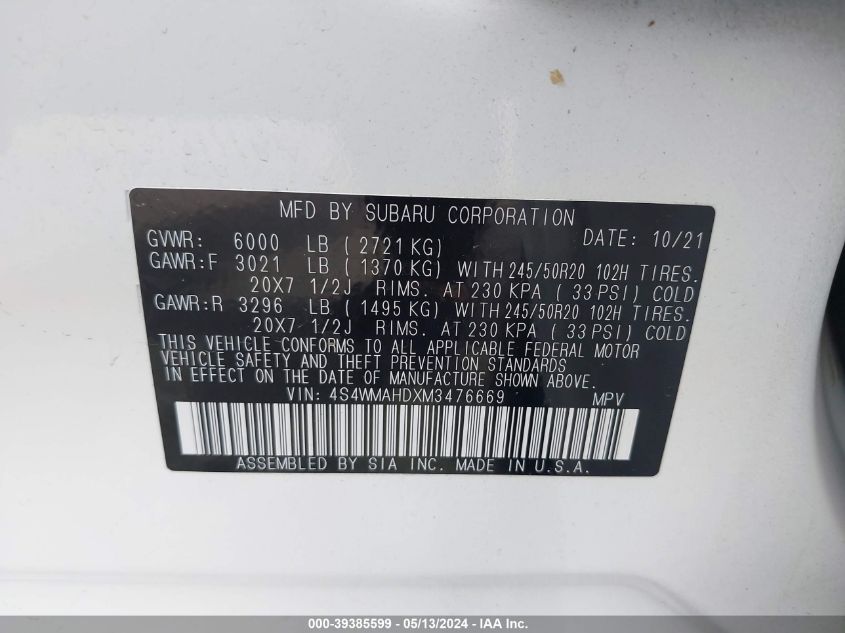 MFD BY SUBARU CORPORATION
GVWR: 6000 LB ( 2721 KG) DATE: 10/21
GAWR:F 3021 LB ( 1370 KG) WITH 245/50R20 102H TIRES.
20X7 1/2J RIMS. AT 230 KPA ( 33 PSI) COLD
GAWR:R 3296 LB ( 1495 KG) WITH 245/50R20 102H TIRES.
20X7 1/2J RIMS. AT 230 KPA ( 33 PSI) COLD
THIS VEHICLE CONFORMS TO ALL APPLICABLE FEDERAL MOTOR
VEHICLE SAFETY AND THEFT PREVENTION STANDARDS
IN EFFECT ON THE DATE OF MANUFACTURE SHOWN ABOVE.
VIN: 4S4WMAHDXM3476669 MPV
ASSEMBLED BY SIA INC. MADE IN U.S.A.
000-39385599 - 05/13/2024 - IAA Inc.